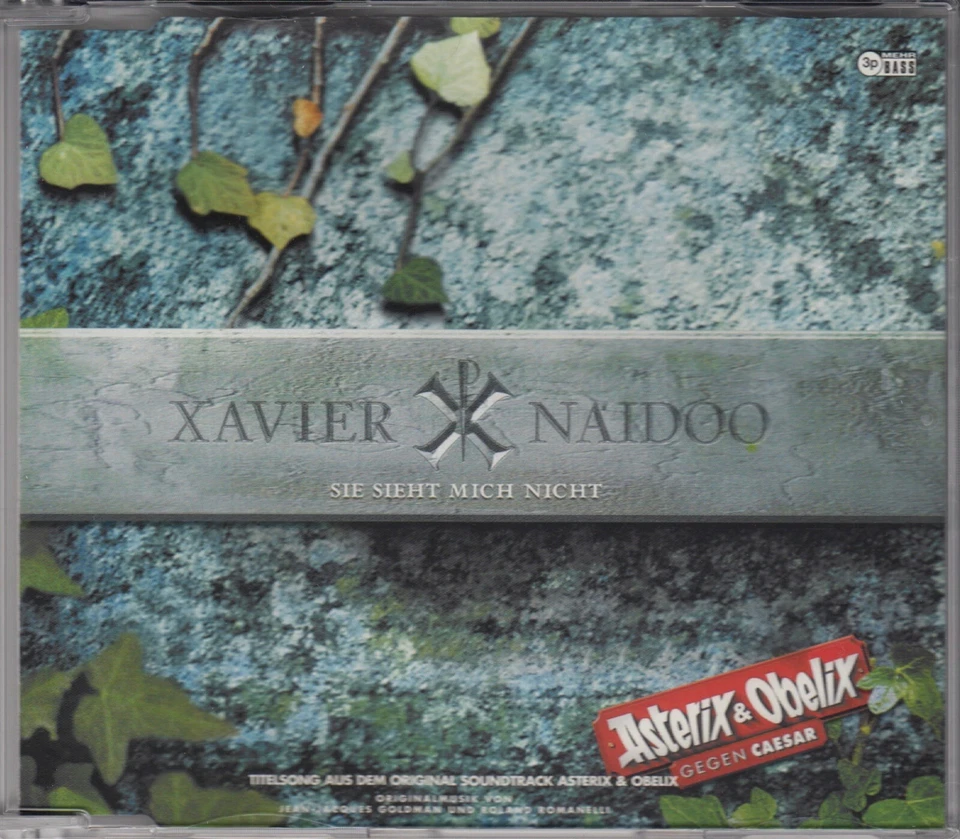 3p MEHR
BASS
XAVIER NAIDOO
SIE SIEHT MICH NICHT
Asterix & Obelix
GEGEN CAESAR
TITELSONG AUS DEM ORIGINAL SOUNDTRACK ASTERIX & OBELIX
ORIGINALMUSIK VON
JEAN-JACQUES GOLDMAN UND ROLAND ROMANELLI